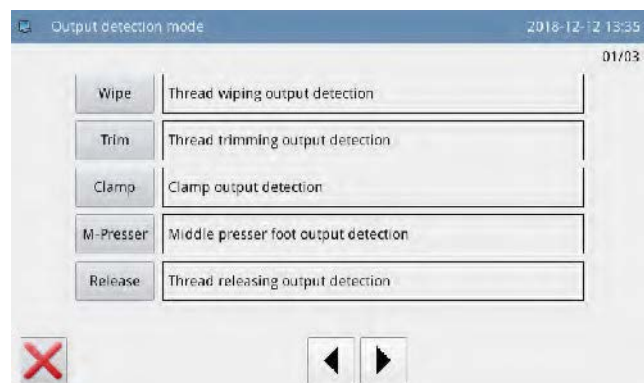 Output detection mode 2018-12-12 13:35
01/03
Wipe Thread wiping output detection
Trim Thread trimming output detection
Clamp Clamp output detection
M-Presser Middle presser foot output detection
Release Thread releasing output detection